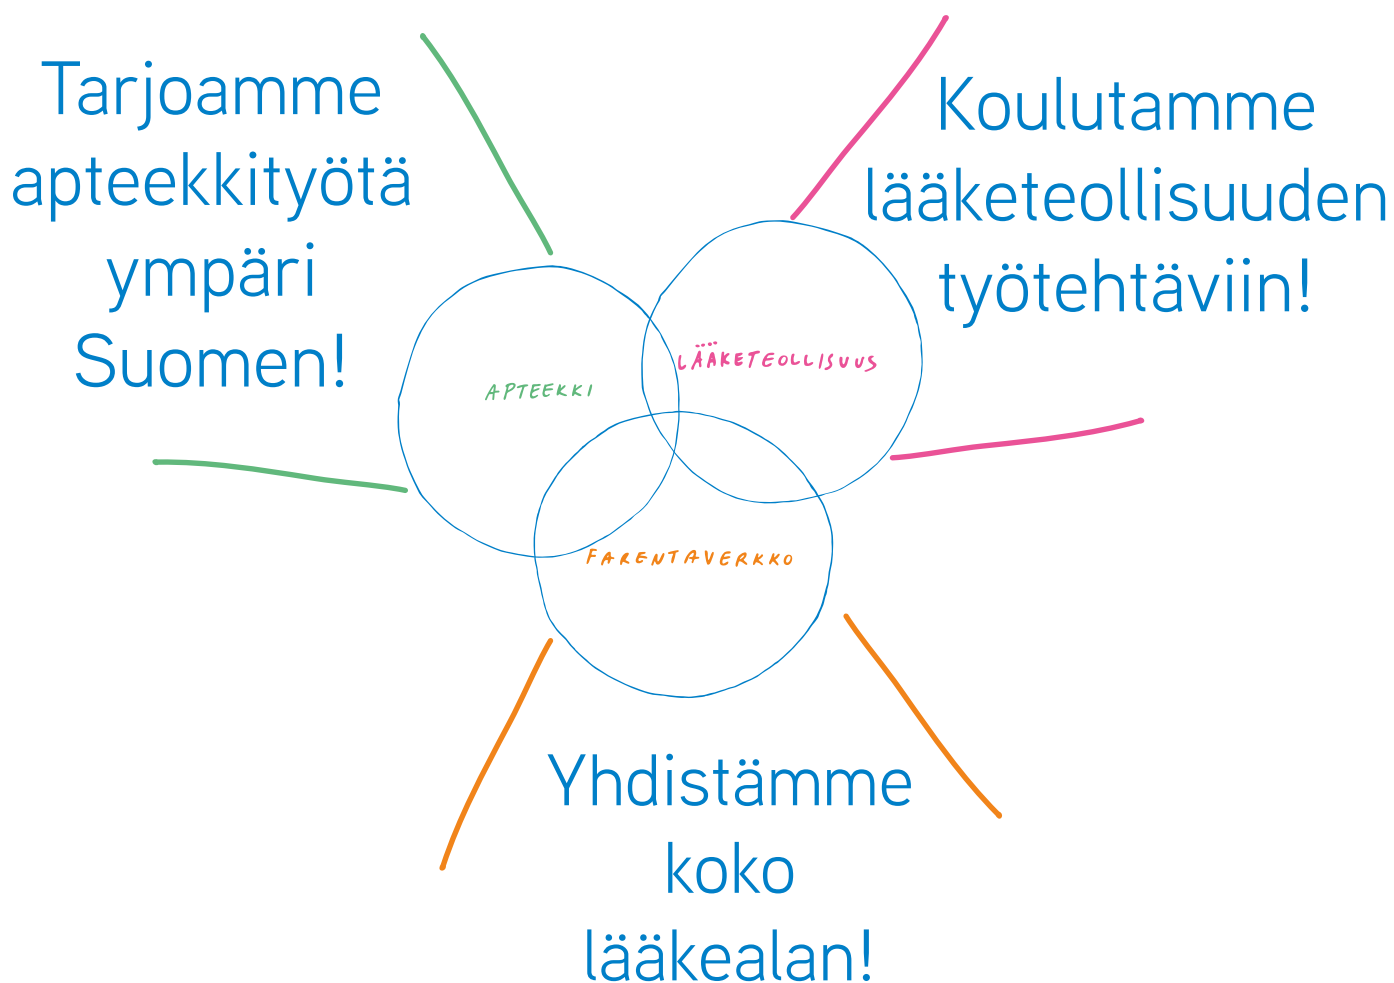 Tarjoamme
apteekkityötä
ympäri
Suomen!
Koulutamme
lääketeollisuuden
työtehtäviin!
APTEEKKI
LÄÄKETEOLLISUUS
FARENTAVERKKO
Yhdistämme
koko
lääkealan!